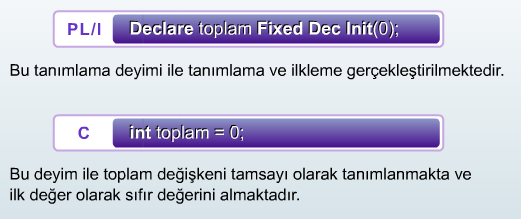 PL/I Declare toplam Fixed Dec Init(0);
Bu tanımlama deyimi ile tanımlama ve ilkleme gerçekleştirilmektedir.
C int toplam = 0;
Bu deyim ile toplam değişkeni tamsayı olarak tanımlanmakta ve
ilk değer olarak sıfır değerini almaktadır.